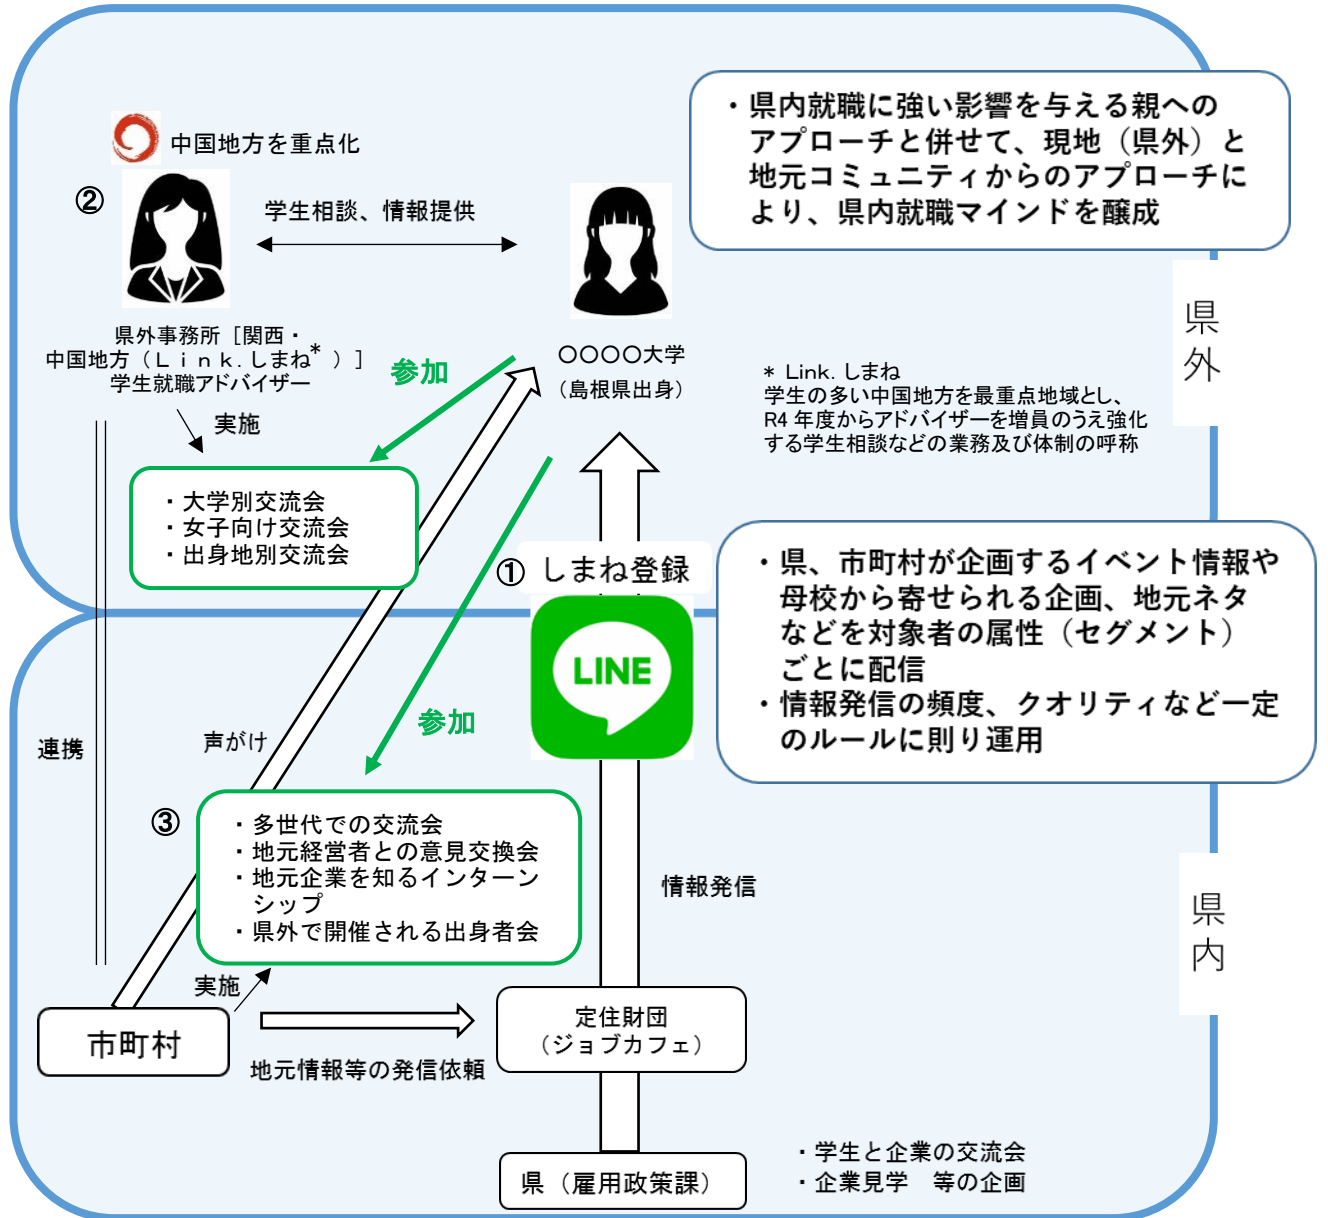 ・県内就職に強い影響を与える親への
アプローチと併せて、現地（県外）と
地元コミュニティからのアプローチに
より、県内就職マインドを醸成
中国地方を重点化
②
学生相談、情報提供
県外
県外事務所［関西・
中国地方（Ｌｉｎｋ．しまね*）］
学生就職アドバイザー
〇〇〇〇大学
（島根県出身）
参加
* Link. しまね
学生の多い中国地方を最重点地域とし、
R4 年度からアドバイザーを増員のうえ強化
する学生相談などの業務及び体制の呼称
実施
・大学別交流会
・女子向け交流会
・出身地別交流会
① しまね登録
LINE
・県、市町村が企画するイベント情報や
母校から寄せられる企画、地元ネタ
などを対象者の属性（セグメント）
ごとに配信
・情報発信の頻度、クオリティなど一定
のルールに則り運用
参加
連携
声がけ
③
・多世代での交流会
・地元経営者との意見交換会
・地元企業を知るインターン
シップ
・県外で開催される出身者会
情報発信
県内
実施
市町村
地元情報等の発信依頼
定住財団
（ジョブカフェ）
県（雇用政策課）
・学生と企業の交流会
・企業見学　等の企画